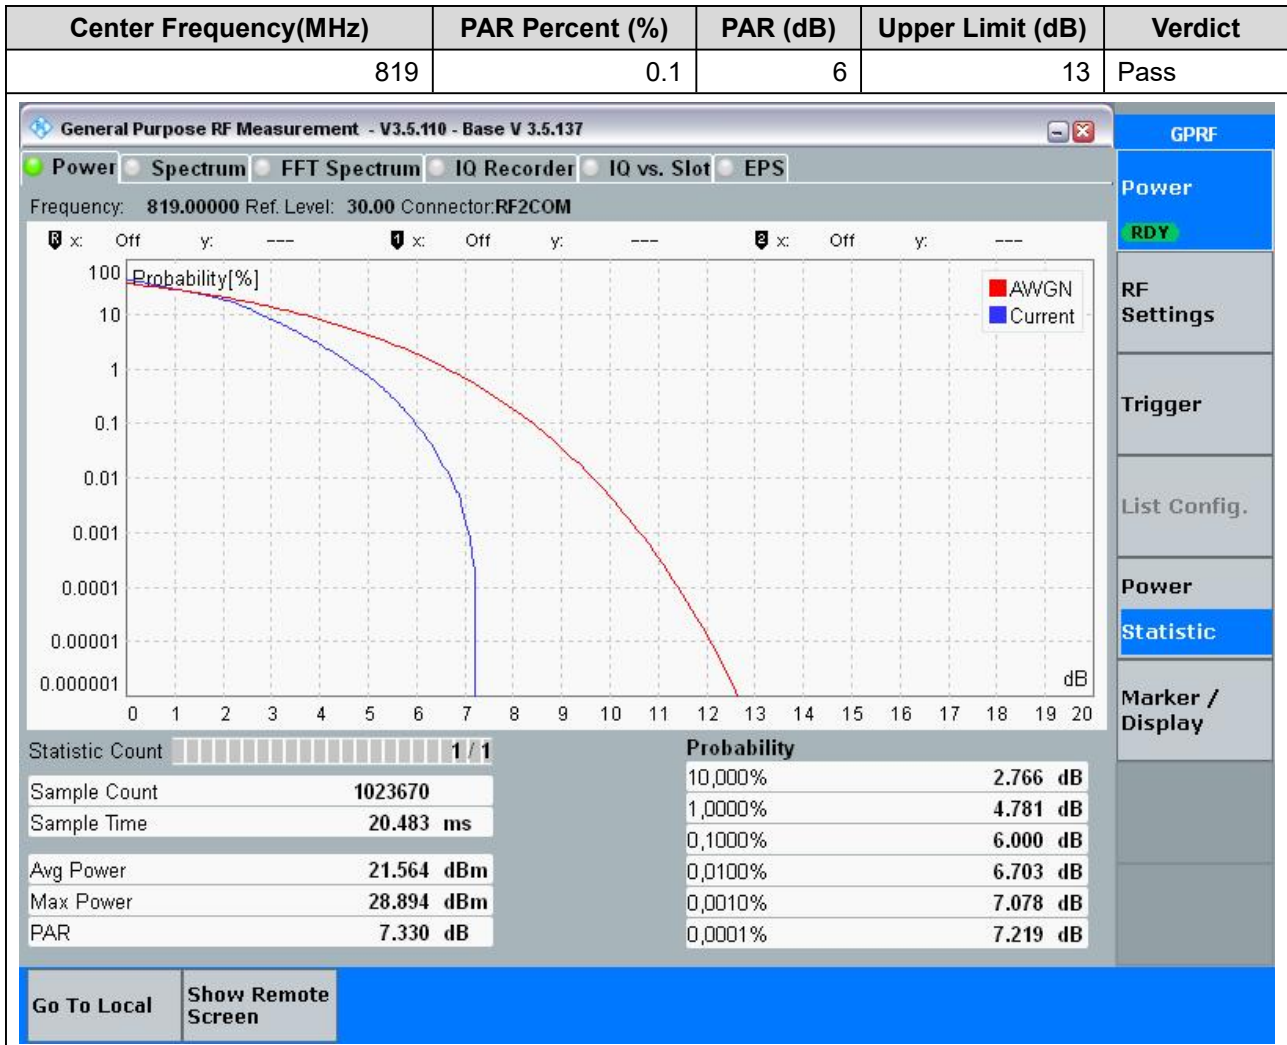 Center Frequency(MHz) PAR Percent (%) PAR (dB) Upper Limit (dB) Verdict
819 0.1 6 13 Pass
General Purpose RF Measurement - V3.5.110 - Base V 3.5.137
GPRF
Power Spectrum FFT Spectrum IQ Recorder IQ vs. Slot EPS
Power
RDY
Frequency: 819.00000 Ref. Level: 30.00 Connector:RF2COM
R x: Off y: --- 1 x: Off y: --- 2 x: Off y: ---
Probability[%]
AWGN
Current
100
10
1
0.1
0.01
0.001
0.0001
0.00001
0.000001
dB
0 1 2 3 4 5 6 7 8 9 10 11 12 13 14 15 16 17 18 19 20
RF
Settings
Trigger
List Config.
Power
Statistic
Marker /
Display
Statistic Count 1 / 1
Sample Count 1023670
Sample Time 20.483 ms
Avg Power 21.564 dBm
Max Power 28.894 dBm
PAR 7.330 dB
Probability
10,000% 2.766 dB
1,0000% 4.781 dB
0,1000% 6.000 dB
0,0100% 6.703 dB
0,0010% 7.078 dB
0,0001% 7.219 dB
Go To Local
Show Remote
Screen